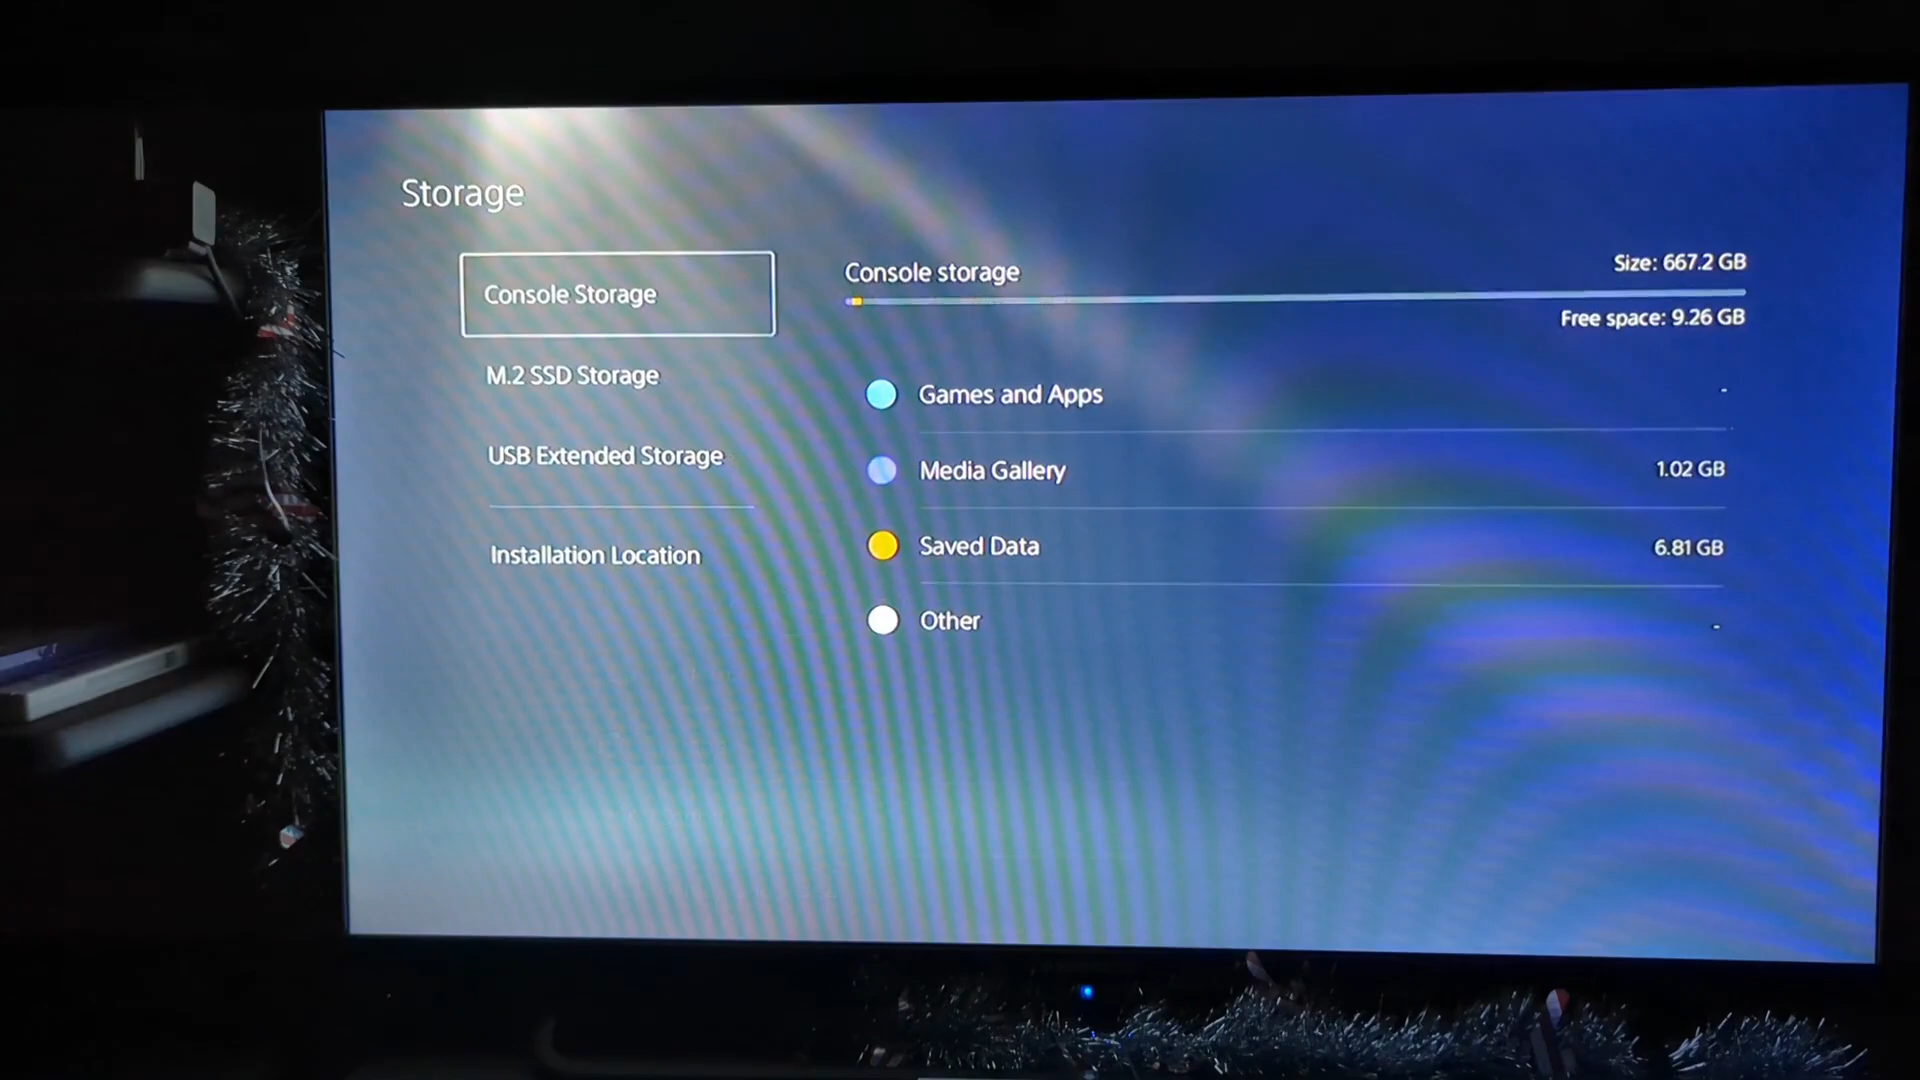 Storage
Console Storage
M.2 SSD Storage
USB Extended Storage
Installation Location
Console storage
Size: 667.2 GB
Free space: 9.26 GB
Games and Apps -
Media Gallery 1.02 GB
Saved Data 6.81 GB
Other -